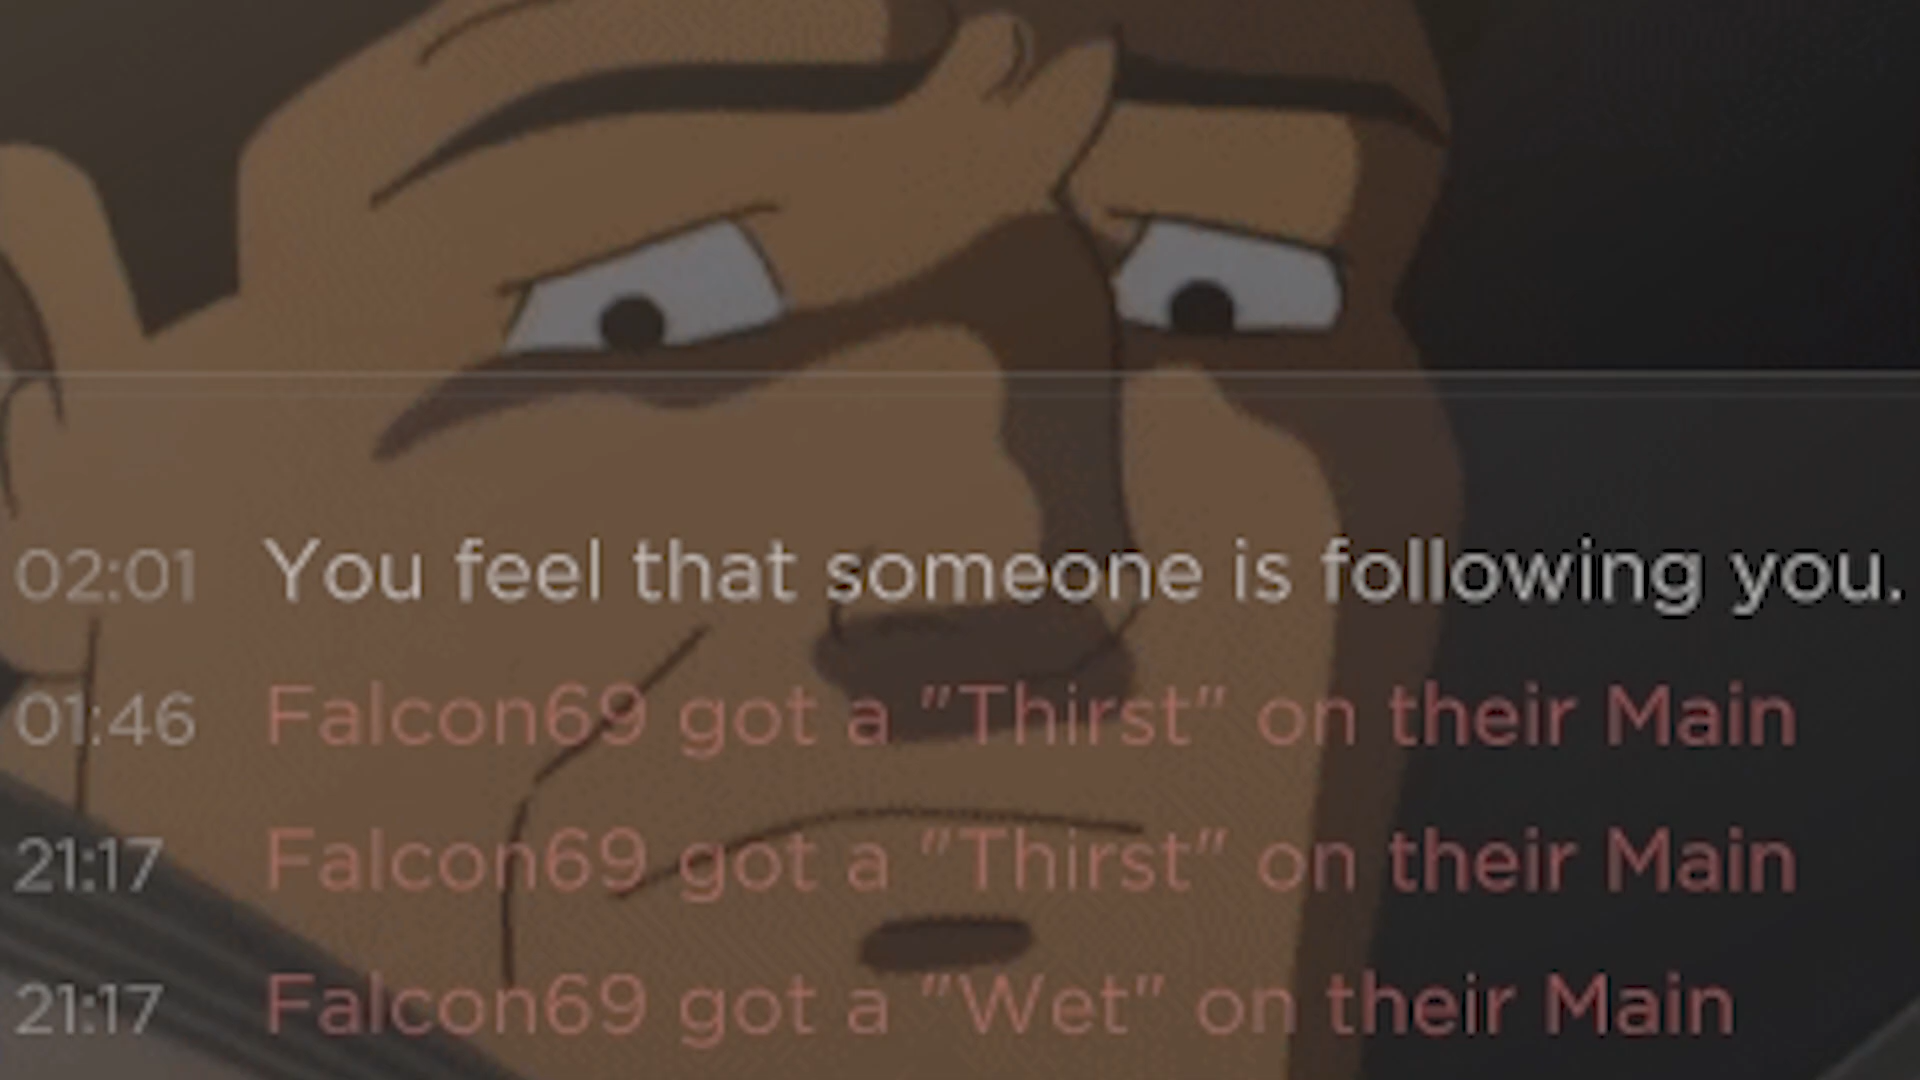 02:01 You feel that someone is following you.
01:46 Falcon69 got a "Thirst" on their Main
21:17 Falcon69 got a "Thirst" on their Main
21:17 Falcon69 got a "Wet" on their Main